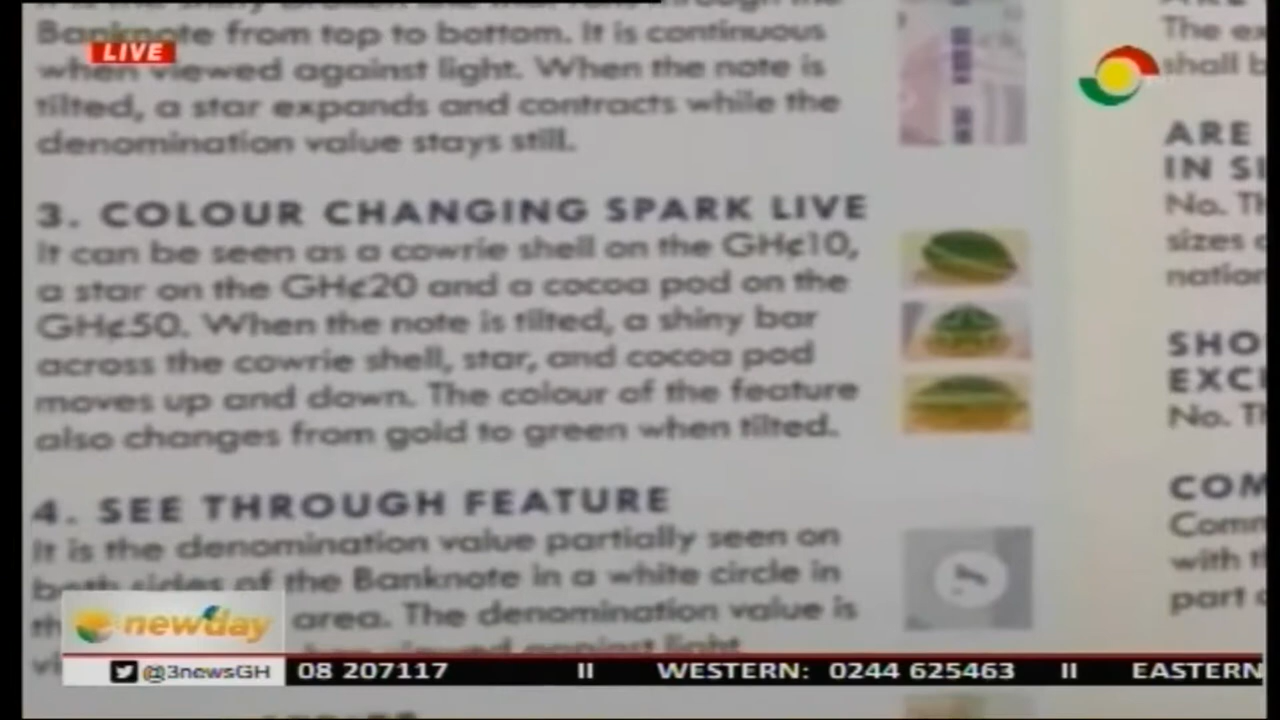 LIVE
Banknote from top to bottom. It is continuous
when viewed against light. When the note is
tilted, a star expands and contracts while the
denomination value stays still.
3. COLOUR CHANGING SPARK LIVE
It can be seen as a cowrie shell on the GH¢10,
a star on the GH¢20 and a cocoa pod on the
GH¢50. When the note is tilted, a shiny bar
across the cowrie shell, star, and cocoa pod
moves up and down. The colour of the feature
also changes from gold to green when tilted.
4. SEE THROUGH FEATURE
It is the denomination value partially seen on
both sides of the Banknote in a white circle in
area. The denomination value is
viewed against light
The
shall
ARE
IN
No.
sizes
SHO
EXC
No.
COM
with
part
newday
@3newsGH
08 207117 II WESTERN: 0244 625463 II EASTERN